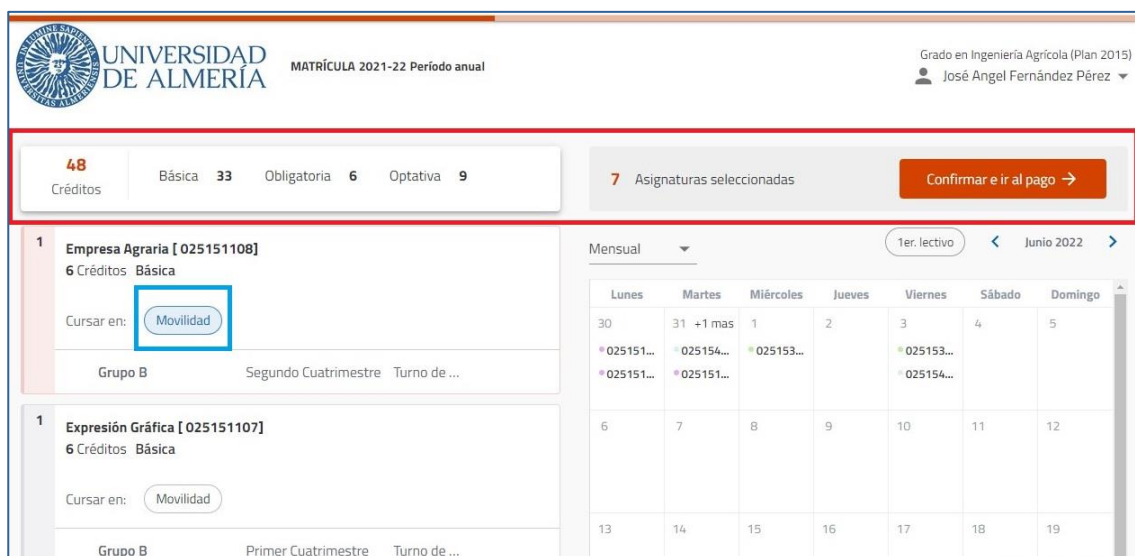 UNIVERSIDAD
DE ALMERÍA
MATRÍCULA 2021-22 Período anual
Grado en Ingeniería Agrícola (Plan 2015)
José Angel Fernández Pérez
48
Créditos
Básica 33 Obligatoria 6 Optativa 9
7 Asignaturas seleccionadas
Confirmar e ir al pago →
1
Empresa Agraria [ 025151108]
6 Créditos Básica
Cursar en: Movilidad
Grupo B Segundo Cuatrimestre Turno de ...
1
Expresión Gráfica [ 025151107]
6 Créditos Básica
Cursar en: Movilidad
Grupo B Primer Cuatrimestre Turno de ...
Mensual
1er. lectivo < Junio 2022 >
Lunes Martes Miércoles Jueves Viernes Sábado Domingo
30 31 +1 mas 1 2 3 4 5
025151... 025154... 025153... 025153...
025151... 025151... 025154...
6 7 8 9 10 11 12
13 14 15 16 17 18 19